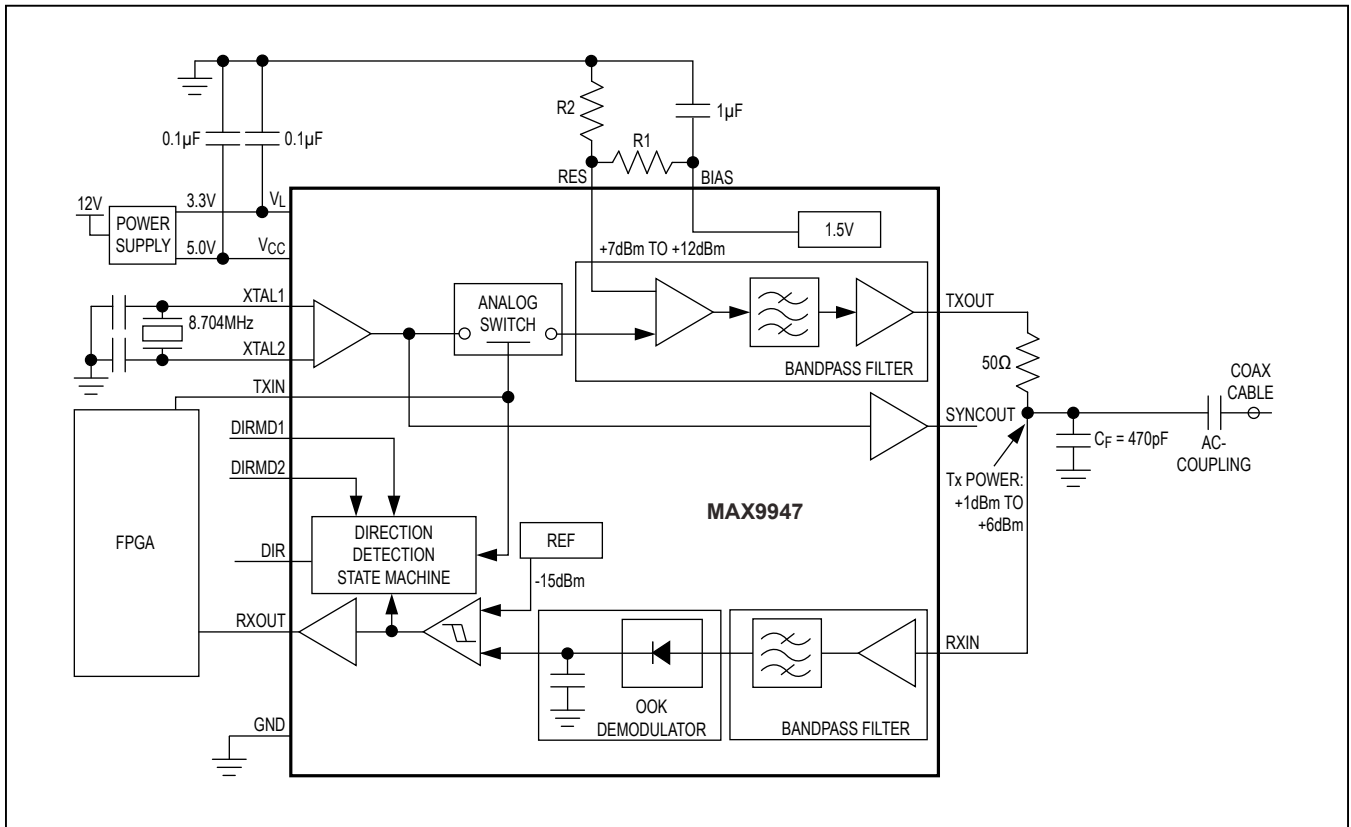 R2
1µF
0.1µF
0.1µF
R1
RES
BIAS
12V
POWER
SUPPLY
3.3V
VL
5.0V
VCC
1.5V
+7dBm TO +12dBm
XTAL1
8.704MHz
XTAL2
ANALOG
SWITCH
BANDPASS FILTER
TXOUT
50Ω
COAX
CABLE
TXIN
SYNCOUT
CF = 470pF
AC-
COUPLING
DIRMD1
DIRMD2
Tx POWER:
+1dBm TO
+6dBm
MAX9947
FPGA
DIR
DIRECTION
DETECTION
STATE MACHINE
REF
-15dBm
RXOUT
RXIN
OOK
DEMODULATOR
BANDPASS FILTER
GND